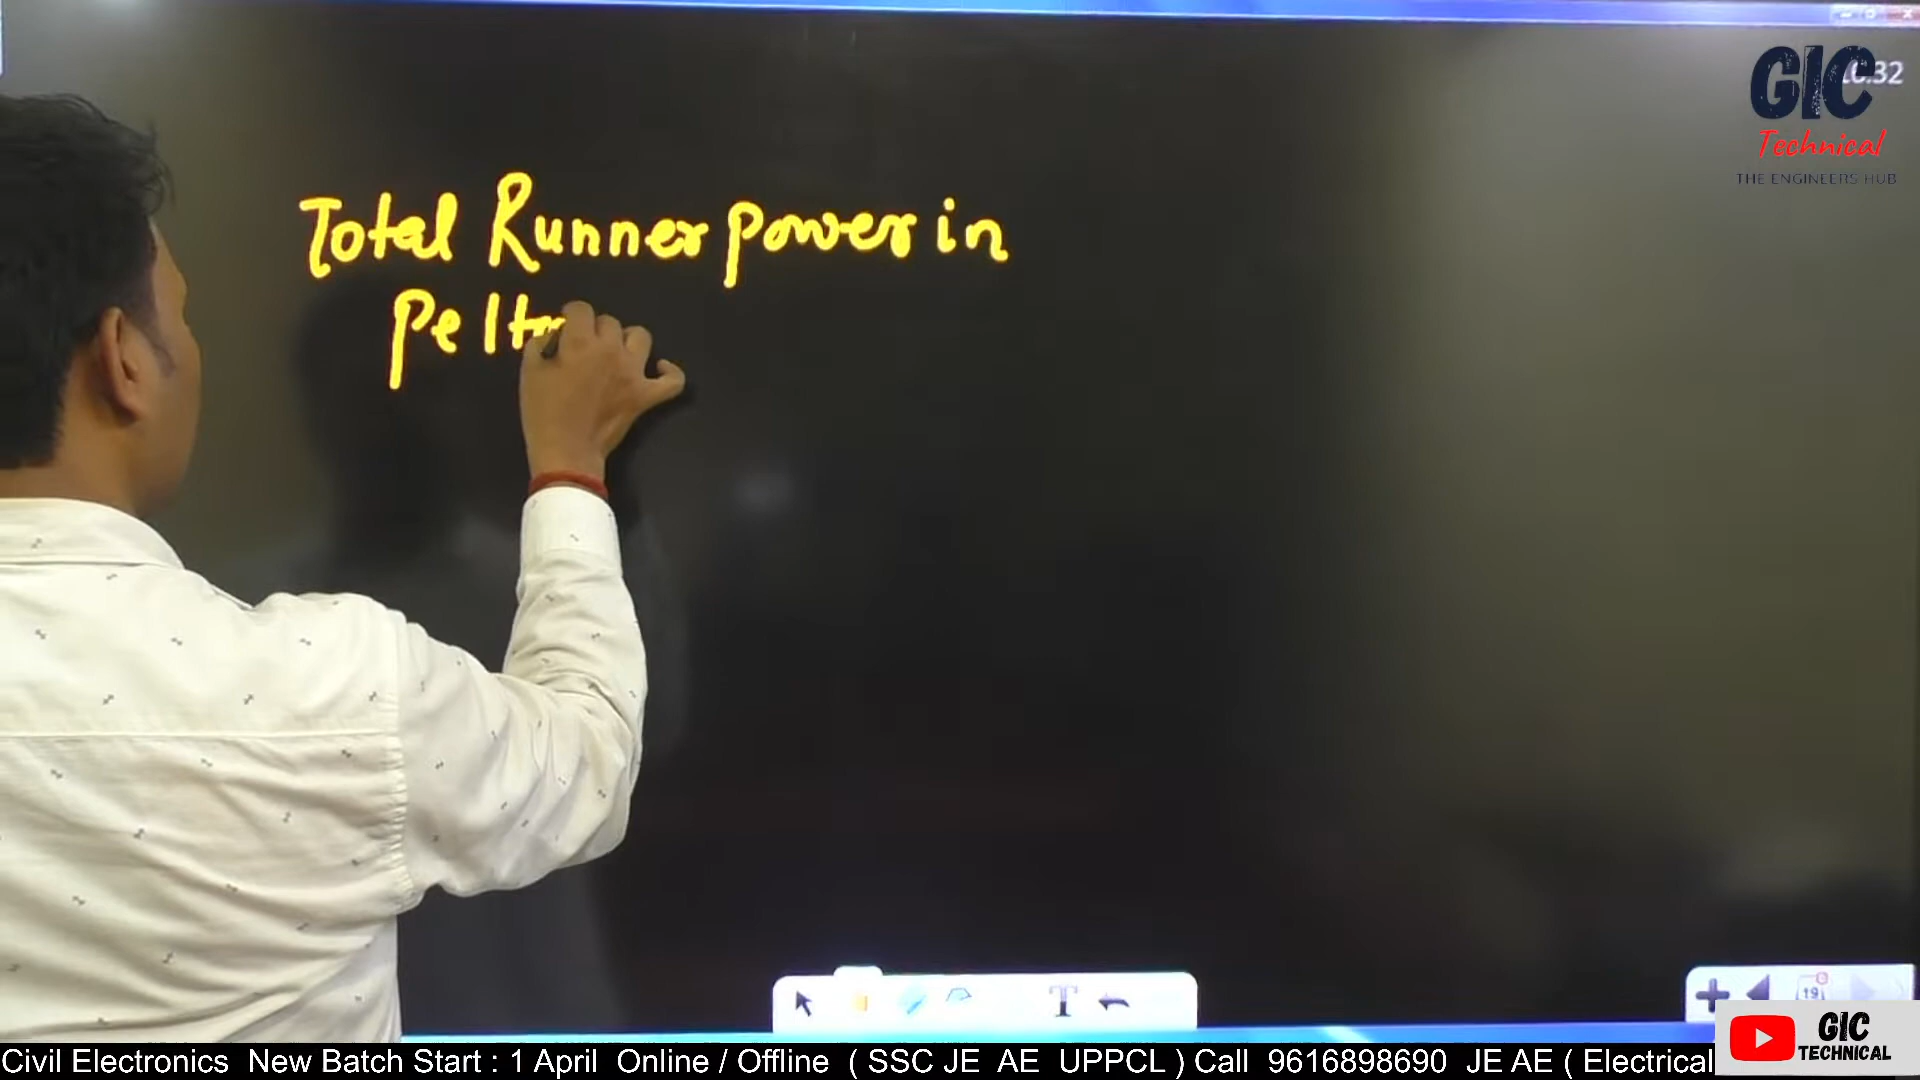 GIC
Technical
THE ENGINEERS HUB
Total Runner power in
Pelt
19
GIC
TECHNICAL
Civil Electronics New Batch Start : 1 April Online / Offline ( SSC JE AE UPPCL ) Call 9616898690 JE AE ( Electrical